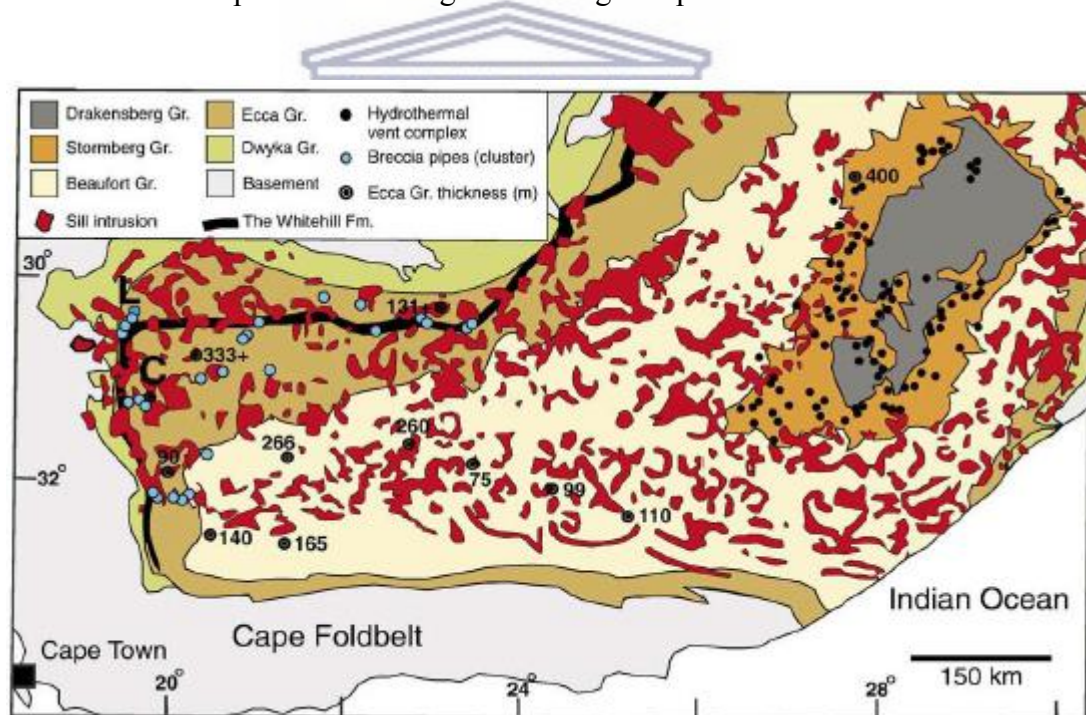 Drakensberg Gr.
Stormberg Gr.
Beaufort Gr.
Sill intrusion
Ecca Gr.
Dwyka Gr.
Basement
The Whitehill Fm.
Hydrothermal
vent complex
Breccia pipes (cluster)
Ecca Gr. thickness (m)
400
30°
L
131+
333+
C
260
266
90
32
75
99
110
140
165
Indian Ocean
Cape Foldbelt
Cape Town
150 km
20°
24°
28°